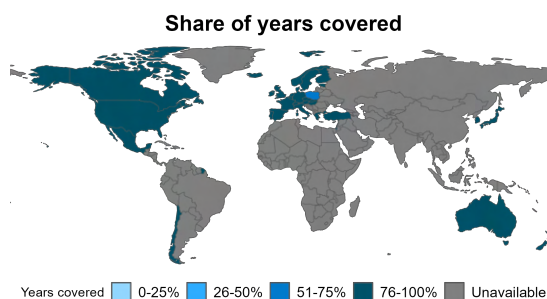 Share of years covered
Years covered 0-25% 26-50% 51-75% 76-100% Unavailable